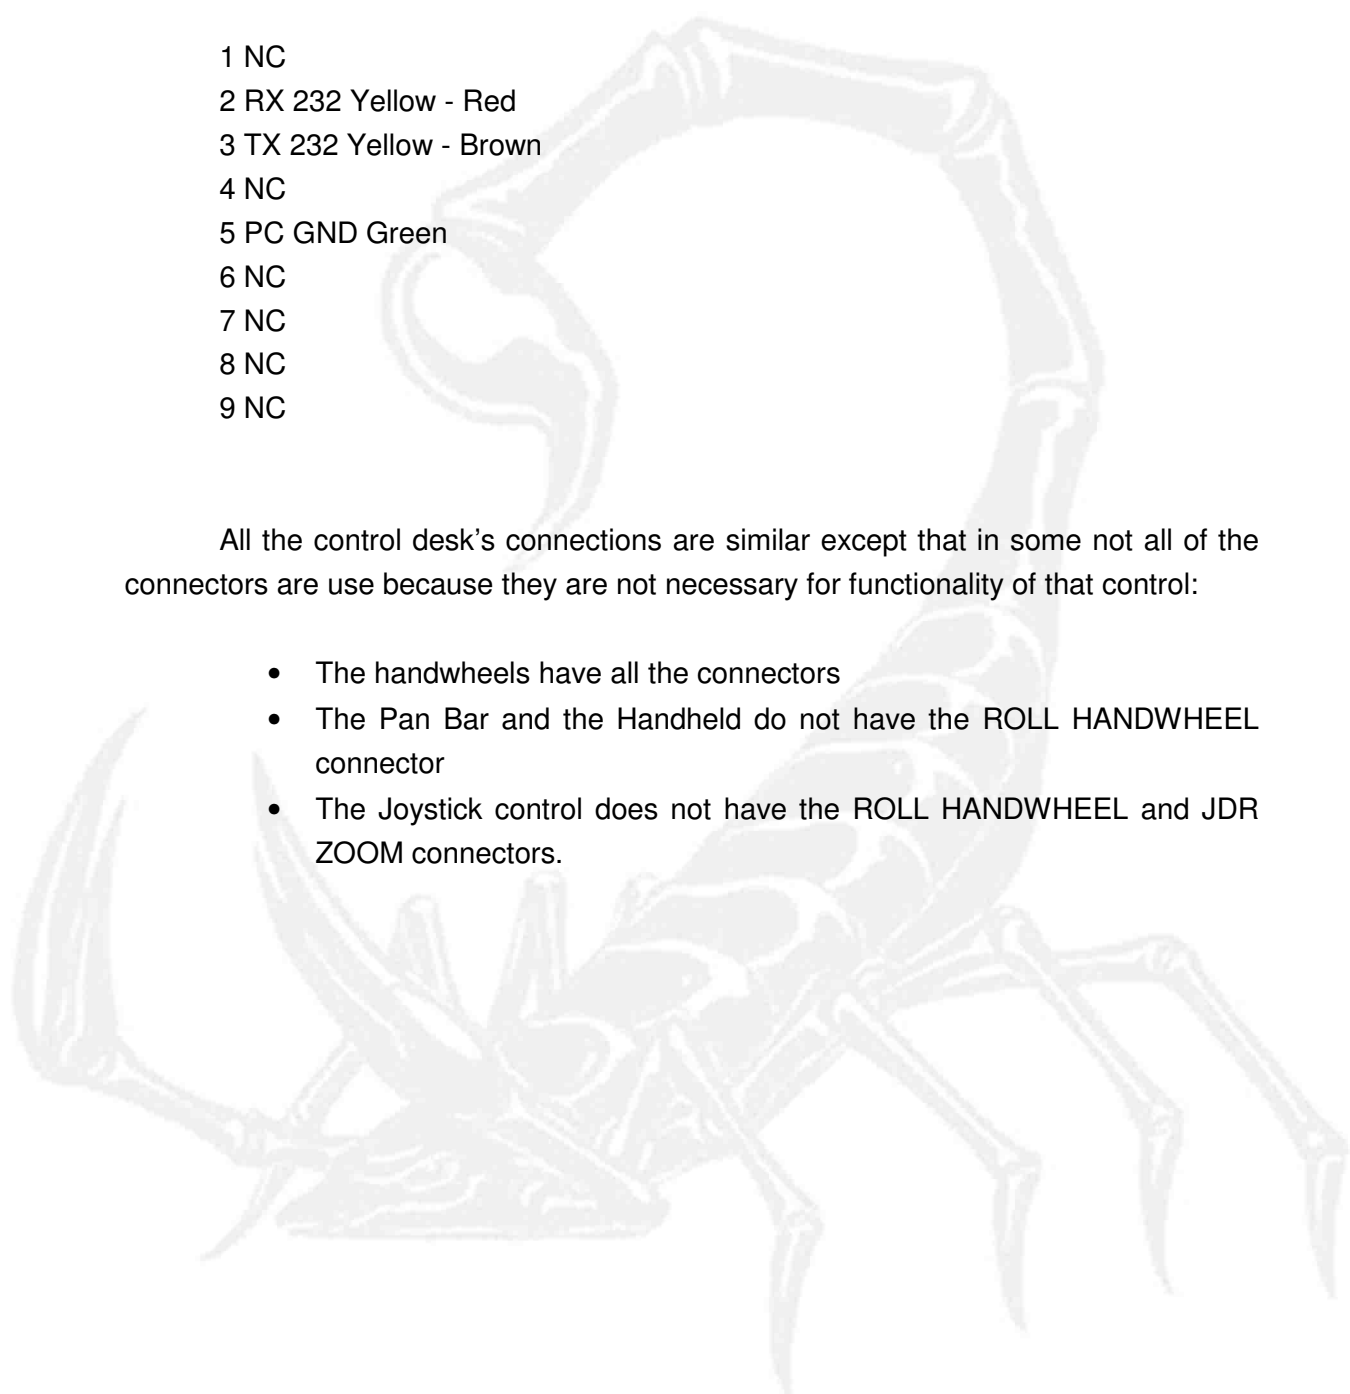 1 NC
2 RX 232 Yellow - Red
3 TX 232 Yellow - Brown
4 NC
5 PC GND Green
6 NC
7 NC
8 NC
9 NC
All the control desk’s connections are similar except that in some not all of the
connectors are use because they are not necessary for functionality of that control:
• The handwheels have all the connectors
• The Pan Bar and the Handheld do not have the ROLL HANDWHEEL
connector
• The Joystick control does not have the ROLL HANDWHEEL and JDR
ZOOM connectors.